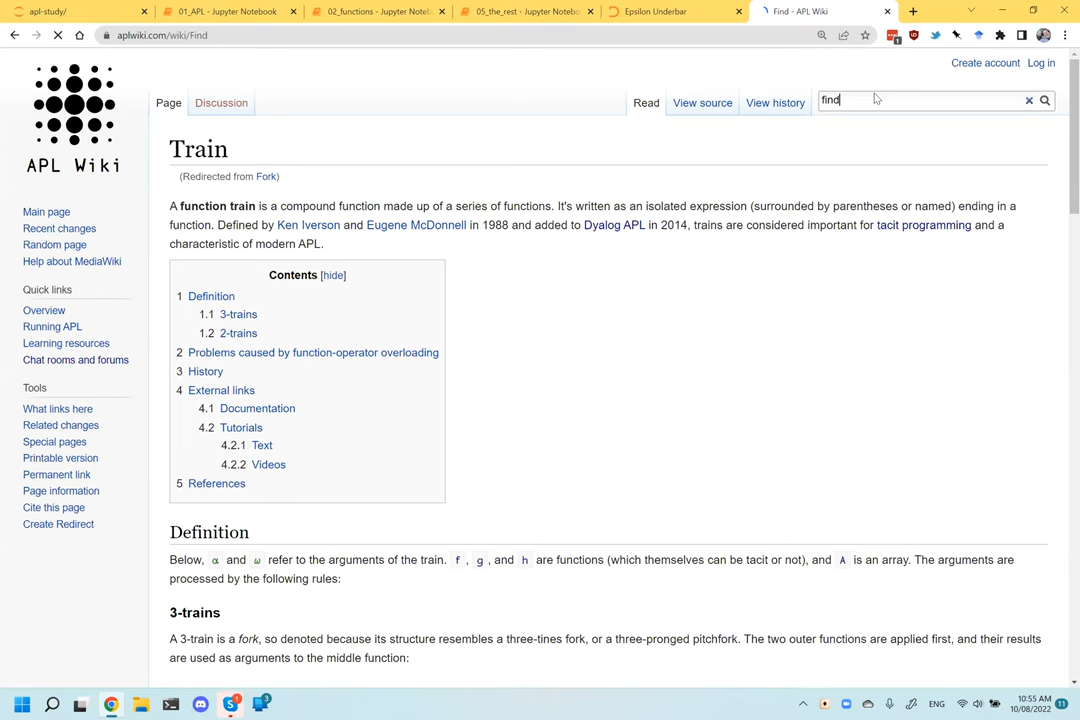 apl-study/
01_APL - Jupyter Notebook
02_functions - Jupyter Notebo
05_the_rest - Jupyter Notebo
Epsilon Underbar
Find - APL Wiki
aplwiki.com/wiki/Find
Create account Log in
Page Discussion Read View source View history find
APL Wiki
Train
(Redirected from Fork)
A function train is a compound function made up of a series of functions. It's written as an isolated expression (surrounded by parentheses or named) ending in a
function. Defined by Ken Iverson and Eugene McDonnell in 1988 and added to Dyalog APL in 2014, trains are considered important for tacit programming and a
characteristic of modern APL.
Main page
Recent changes
Random page
Help about MediaWiki
Quick links
Overview
Running APL
Learning resources
Chat rooms and forums
Tools
What links here
Related changes
Special pages
Printable version
Permanent link
Page information
Cite this page
Create Redirect
Contents [hide]
1 Definition
1.1 3-trains
1.2 2-trains
2 Problems caused by function-operator overloading
3 History
4 External links
4.1 Documentation
4.2 Tutorials
4.2.1 Text
4.2.2 Videos
5 References
Definition
Below, α and ω refer to the arguments of the train. f, g, and h are functions (which themselves can be tacit or not), and A is an array. The arguments are
processed by the following rules:
3-trains
A 3-train is a fork, so denoted because its structure resembles a three-tines fork, or a three-pronged pitchfork. The two outer functions are applied first, and their results
are used as arguments to the middle function:
ENG
10:55 AM
10/08/2022